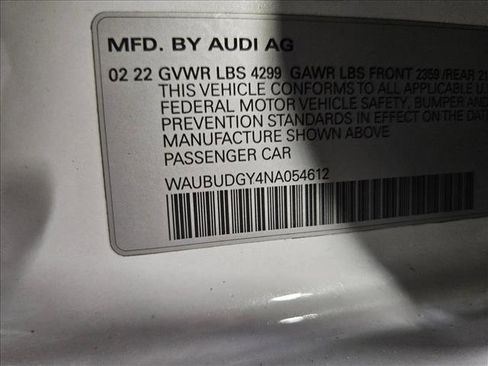 MFD. BY AUDI AG
02 22 GVWR LBS 4299 GAWR LBS FRONT 2359 /REAR
THIS VEHICLE CONFORMS TO ALL APPLICABLE
FEDERAL MOTOR VEHICLE SAFETY, BUMPER AND
PREVENTION STANDARDS IN EFFECT ON THE DATE
MANUFACTURE SHOWN ABOVE
PASSENGER CAR
WAUBUDGY4NA054612